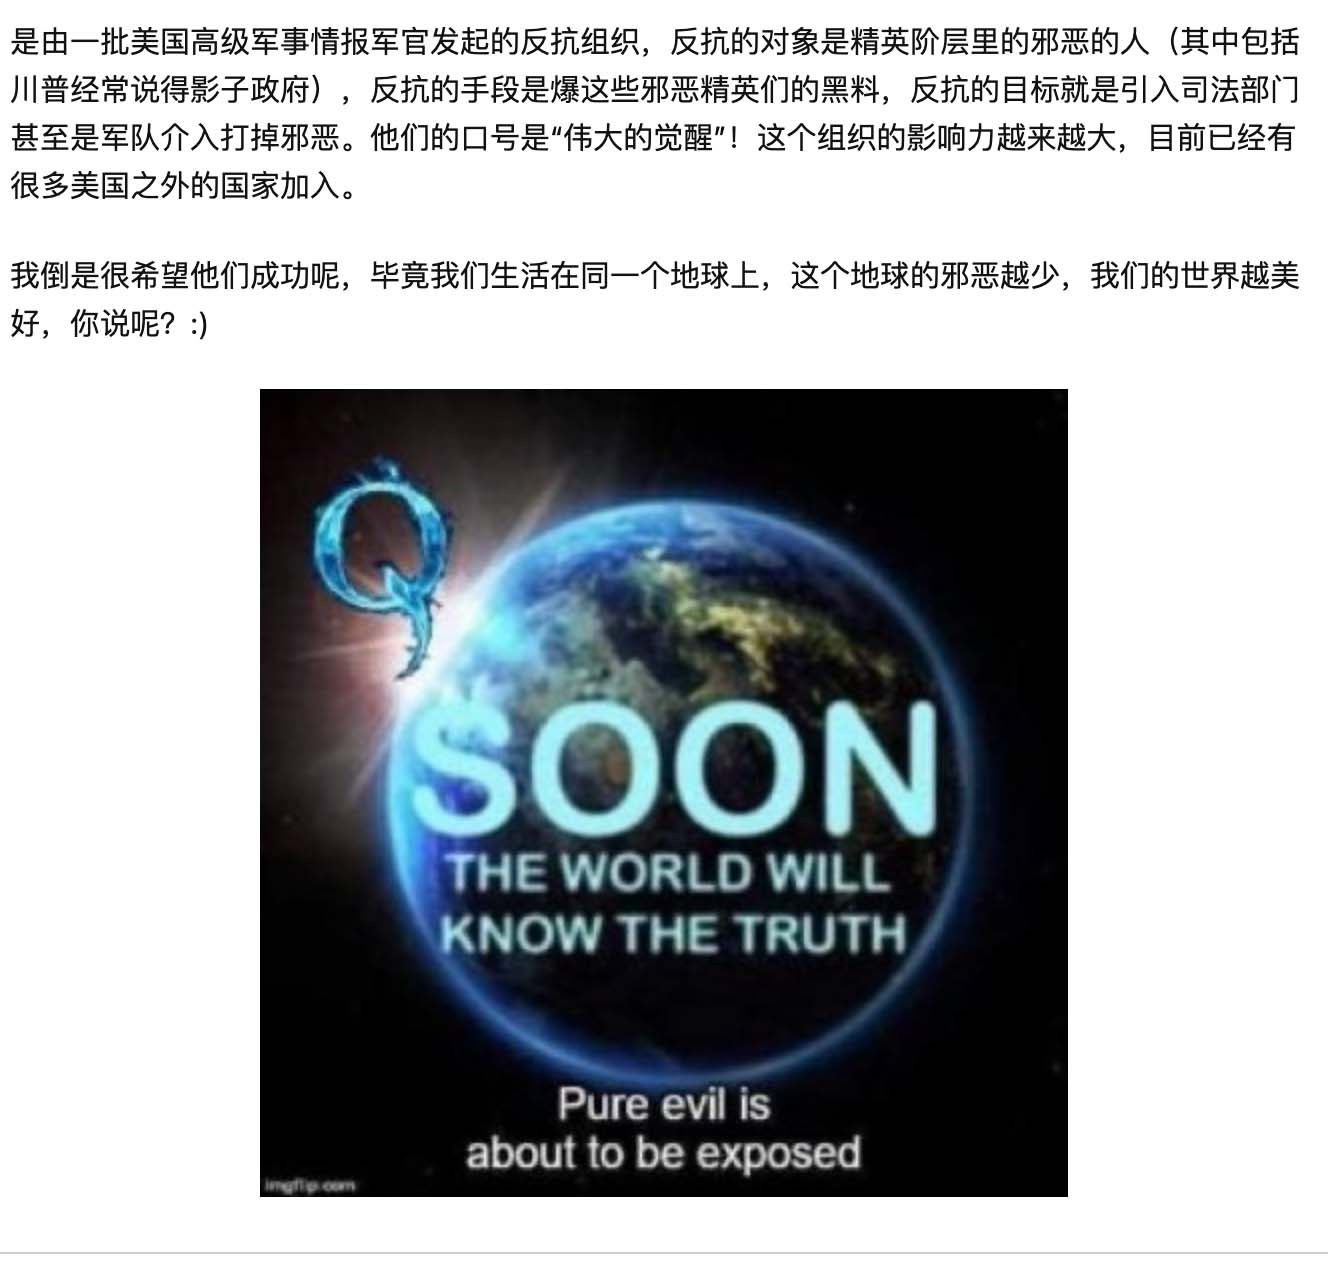 是由一批美国高级军事情报军官发起的反抗组织，反抗的对象是精英阶层里的邪恶的人（其中包括
川普经常说得影子政府），反抗的手段是爆这些邪恶精英们的黑料，反抗的目标就是引入司法部门
甚至是军队介入打掉邪恶。他们的口号是“伟大的觉醒”！这个组织的影响力越来越大，目前已经有
很多美国之外的国家加入。
我倒是很希望他们成功呢，毕竟我们生活在同一个地球上，这个地球的邪恶越少，我们的世界越美
好，你说呢？:)
Q
SOON
THE WORLD WILL
KNOW THE TRUTH
Pure evil is
about to be exposed
imgflip.com